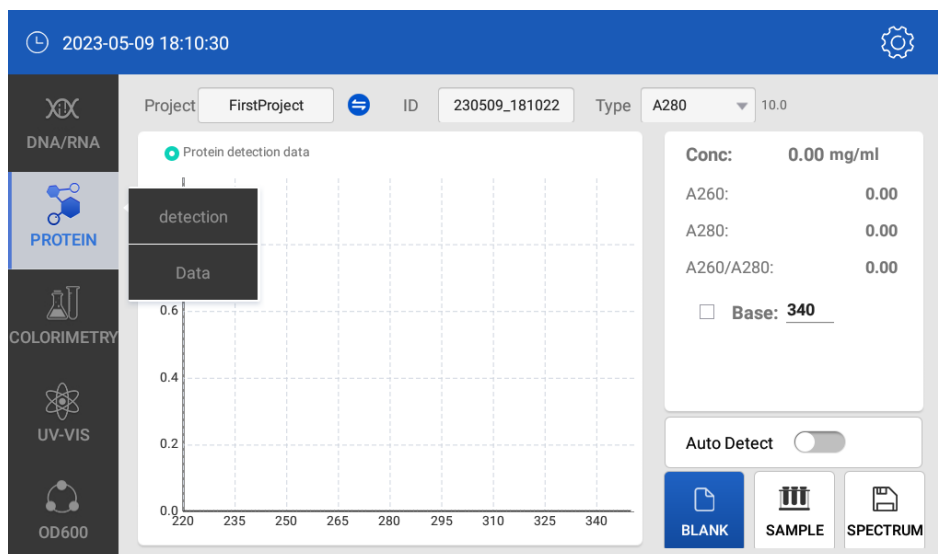 2023-05-09 18:10:30
DNA/RNA
PROTEIN
COLORIMETRY
UV-VIS
OD600
Project FirstProject ID 230509_181022 Type A280 10.0
Protein detection data
detection
Data
0.6
0.4
0.2
0.0
220 235 250 265 280 295 310 325 340
Conc: 0.00 mg/ml
A260: 0.00
A280: 0.00
A260/A280: 0.00
Base: 340
Auto Detect
BLANK SAMPLE SPECTRUM